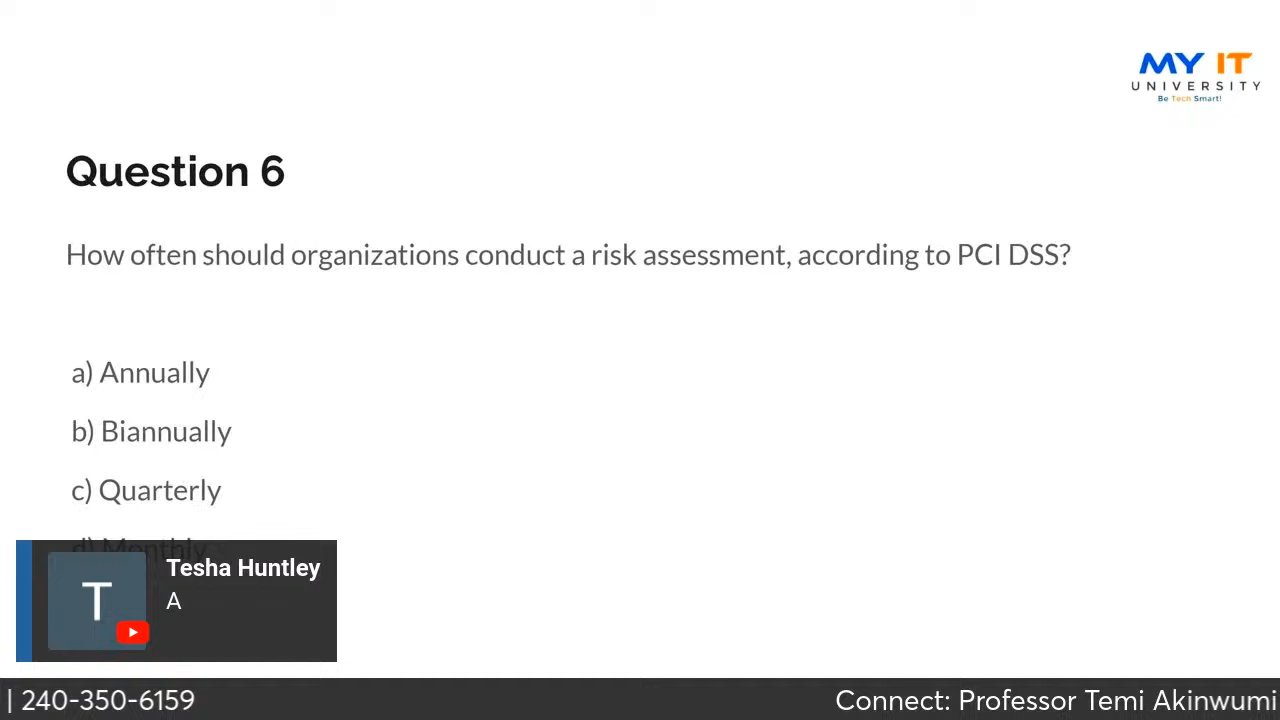 MY IT
UNIVERSITY
Be Tech Smart!
Question 6
How often should organizations conduct a risk assessment, according to PCI DSS?
a) Annually
b) Biannually
c) Quarterly
d) Monthly
T
Tesha Huntley
A
| 240-350-6159
Connect: Professor Temi Akinwumi